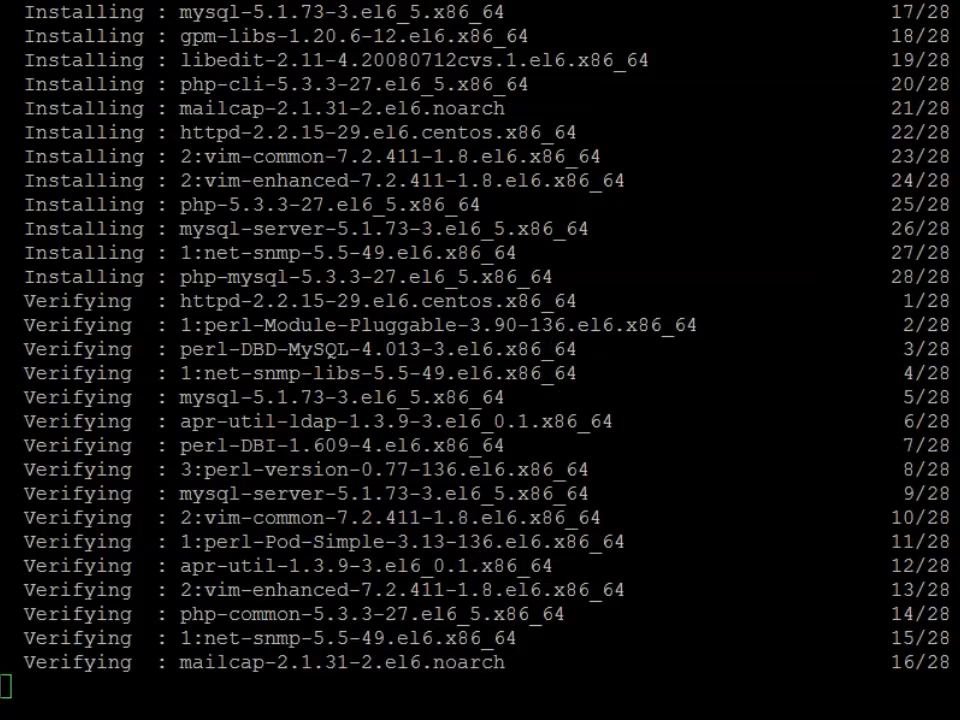 Installing : mysql-5.1.73-3.el6_5.x86_64 17/28
Installing : gpm-libs-1.20.6-12.el6.x86_64 18/28
Installing : libedit-2.11-4.20080712cvs.1.el6.x86_64 19/28
Installing : php-cli-5.3.3-27.el6_5.x86_64 20/28
Installing : mailcap-2.1.31-2.el6.noarch 21/28
Installing : httpd-2.2.15-29.el6.centos.x86_64 22/28
Installing : 2:vim-common-7.2.411-1.8.el6.x86_64 23/28
Installing : 2:vim-enhanced-7.2.411-1.8.el6.x86_64 24/28
Installing : php-5.3.3-27.el6_5.x86_64 25/28
Installing : mysql-server-5.1.73-3.el6_5.x86_64 26/28
Installing : 1:net-snmp-5.5-49.el6.x86_64 27/28
Installing : php-mysql-5.3.3-27.el6_5.x86_64 28/28
Verifying : httpd-2.2.15-29.el6.centos.x86_64 1/28
Verifying : 1:perl-Module-Pluggable-3.90-136.el6.x86_64 2/28
Verifying : perl-DBD-MySQL-4.013-3.el6.x86_64 3/28
Verifying : 1:net-snmp-libs-5.5-49.el6.x86_64 4/28
Verifying : mysql-5.1.73-3.el6_5.x86_64 5/28
Verifying : apr-util-ldap-1.3.9-3.el6_0.1.x86_64 6/28
Verifying : perl-DBI-1.609-4.el6.x86_64 7/28
Verifying : 3:perl-version-0.77-136.el6.x86_64 8/28
Verifying : mysql-server-5.1.73-3.el6_5.x86_64 9/28
Verifying : 2:vim-common-7.2.411-1.8.el6.x86_64 10/28
Verifying : 1:perl-Pod-Simple-3.13-136.el6.x86_64 11/28
Verifying : apr-util-1.3.9-3.el6_0.1.x86_64 12/28
Verifying : 2:vim-enhanced-7.2.411-1.8.el6.x86_64 13/28
Verifying : php-common-5.3.3-27.el6_5.x86_64 14/28
Verifying : 1:net-snmp-5.5-49.el6.x86_64 15/28
Verifying : mailcap-2.1.31-2.el6.noarch 16/28